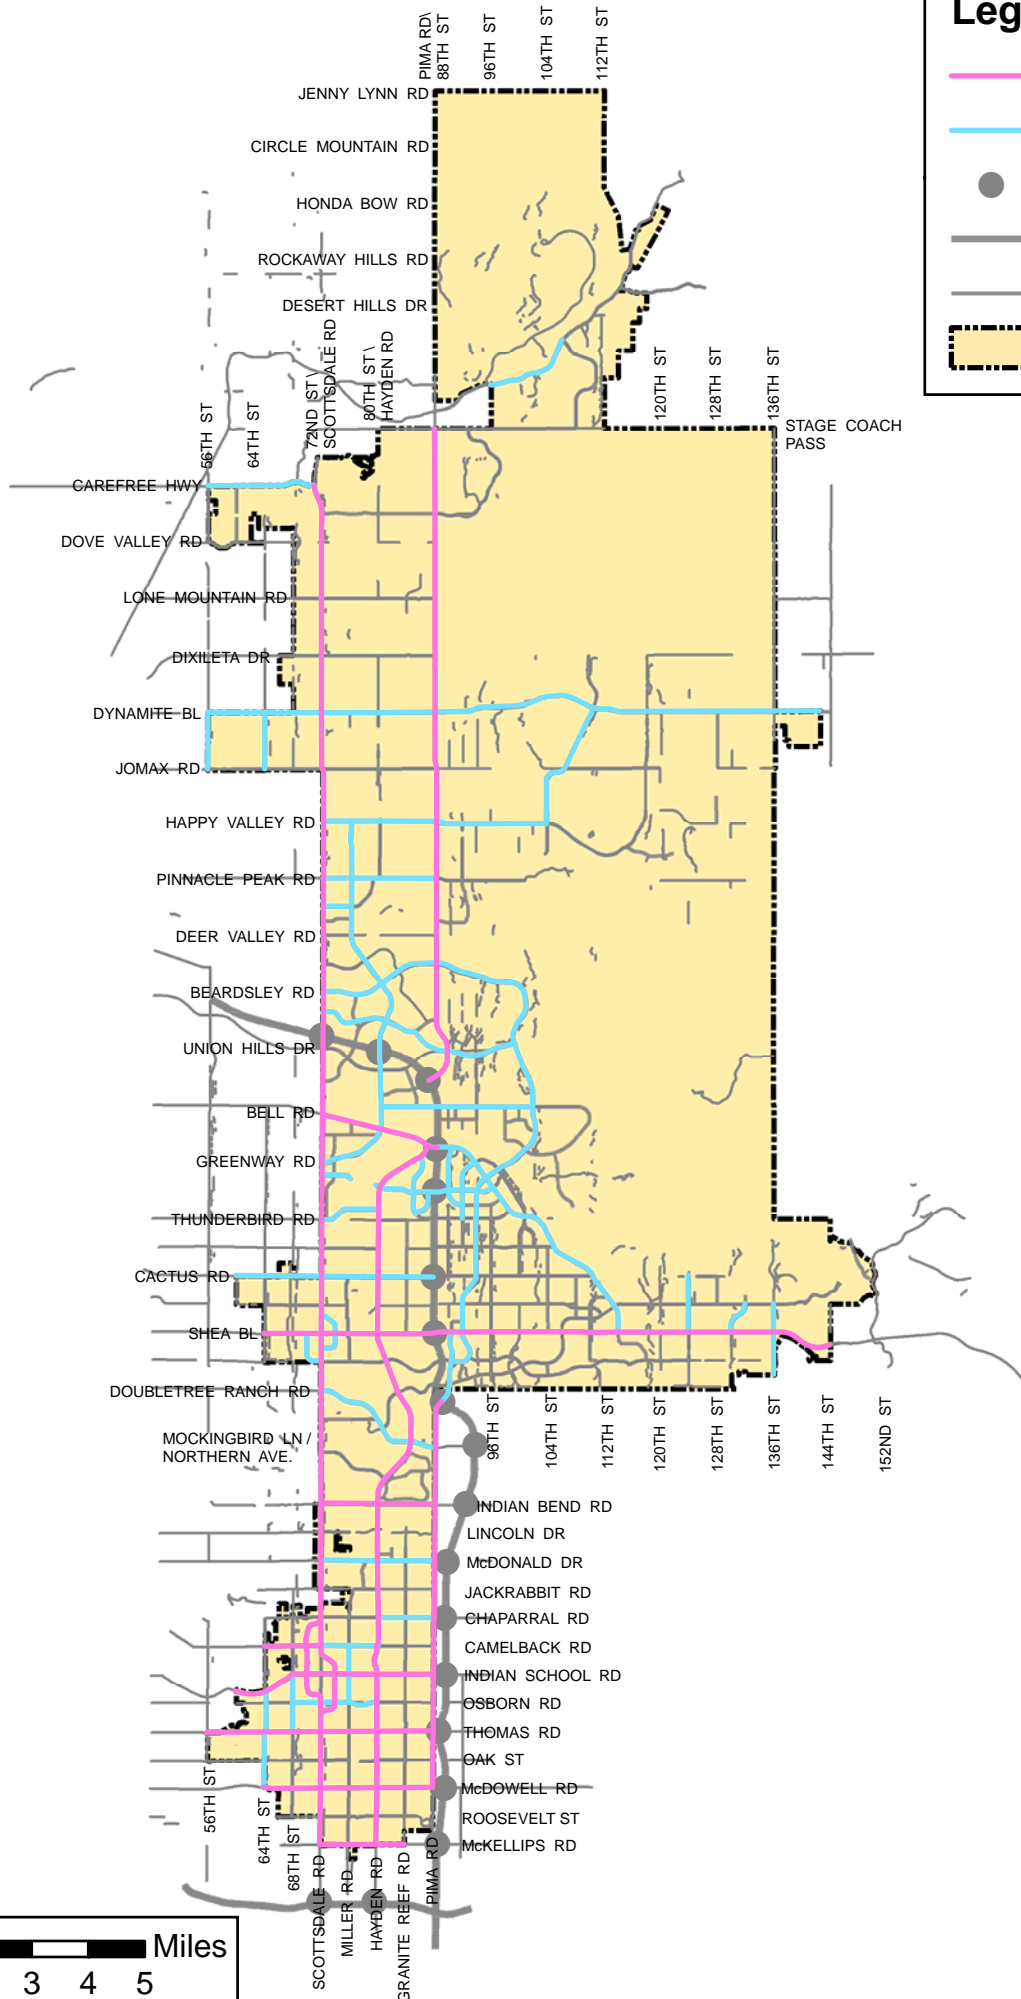 Leg
PIMA RD\
88TH ST
96TH ST
104TH ST
112TH ST
JENNY LYNN RD
CIRCLE MOUNTAIN RD
HONDA BOW RD
ROCKAWAY HILLS RD
DESERT HILLS DR
56TH ST
64TH ST
72ND ST \
SCOTTSDALE RD
80TH ST \
HAYDEN RD
120TH ST
128TH ST
136TH ST
STAGE COACH
PASS
CAREFREE HWY
DOVE VALLEY RD
LONE MOUNTAIN RD
DIXILETA DR
DYNAMITE BL
JOMAX RD
HAPPY VALLEY RD
PINNACLE PEAK RD
DEER VALLEY RD
BEARDSLEY RD
UNION HILLS DR
BELL RD
GREENWAY RD
THUNDERBIRD RD
CACTUS RD
SHEA BL
DOUBLETREE RANCH RD
MOCKINGBIRD LN /
NORTHERN AVE.
96TH ST
104TH ST
112TH ST
120TH ST
128TH ST
136TH ST
144TH ST
152ND ST
INDIAN BEND RD
LINCOLN DR
McDONALD DR
JACKRABBIT RD
CHAPARRAL RD
CAMELBACK RD
INDIAN SCHOOL RD
OSBORN RD
THOMAS RD
OAK ST
McDOWELL RD
ROOSEVELT ST
McKELLIPS RD
56TH ST
64TH ST
68TH ST
SCOTTSDALE RD
MILLER RD
HAYDEN RD
GRANITE REEF RD
PIMA RD
Miles
3 4 5